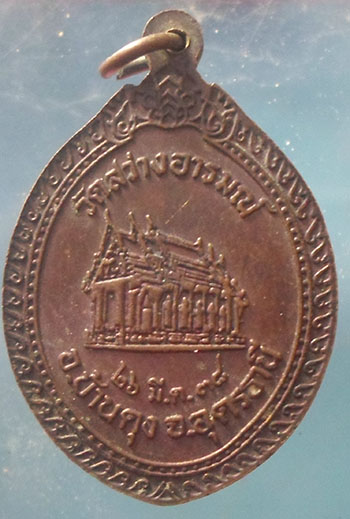 วัดสว่างอารมณ์
๒๖ มี.ค.๓๘
อ.บ้านดุง จ.อุดรธานี